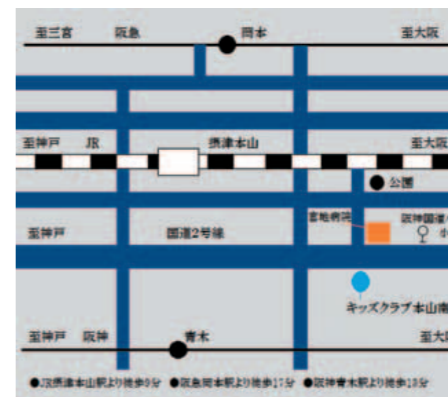 至三宮 阪急 岡本 至大阪
至神戸 JR 摂津本山 至大阪
公園
宮地病院 阪神国道
至神戸 国道2号線
キッズクラブ本山南
至神戸 阪神 青木 至大
●JR摂津本山駅より徒歩9分 ●阪急岡本駅より徒歩17分 ●阪神青木駅より徒歩13分